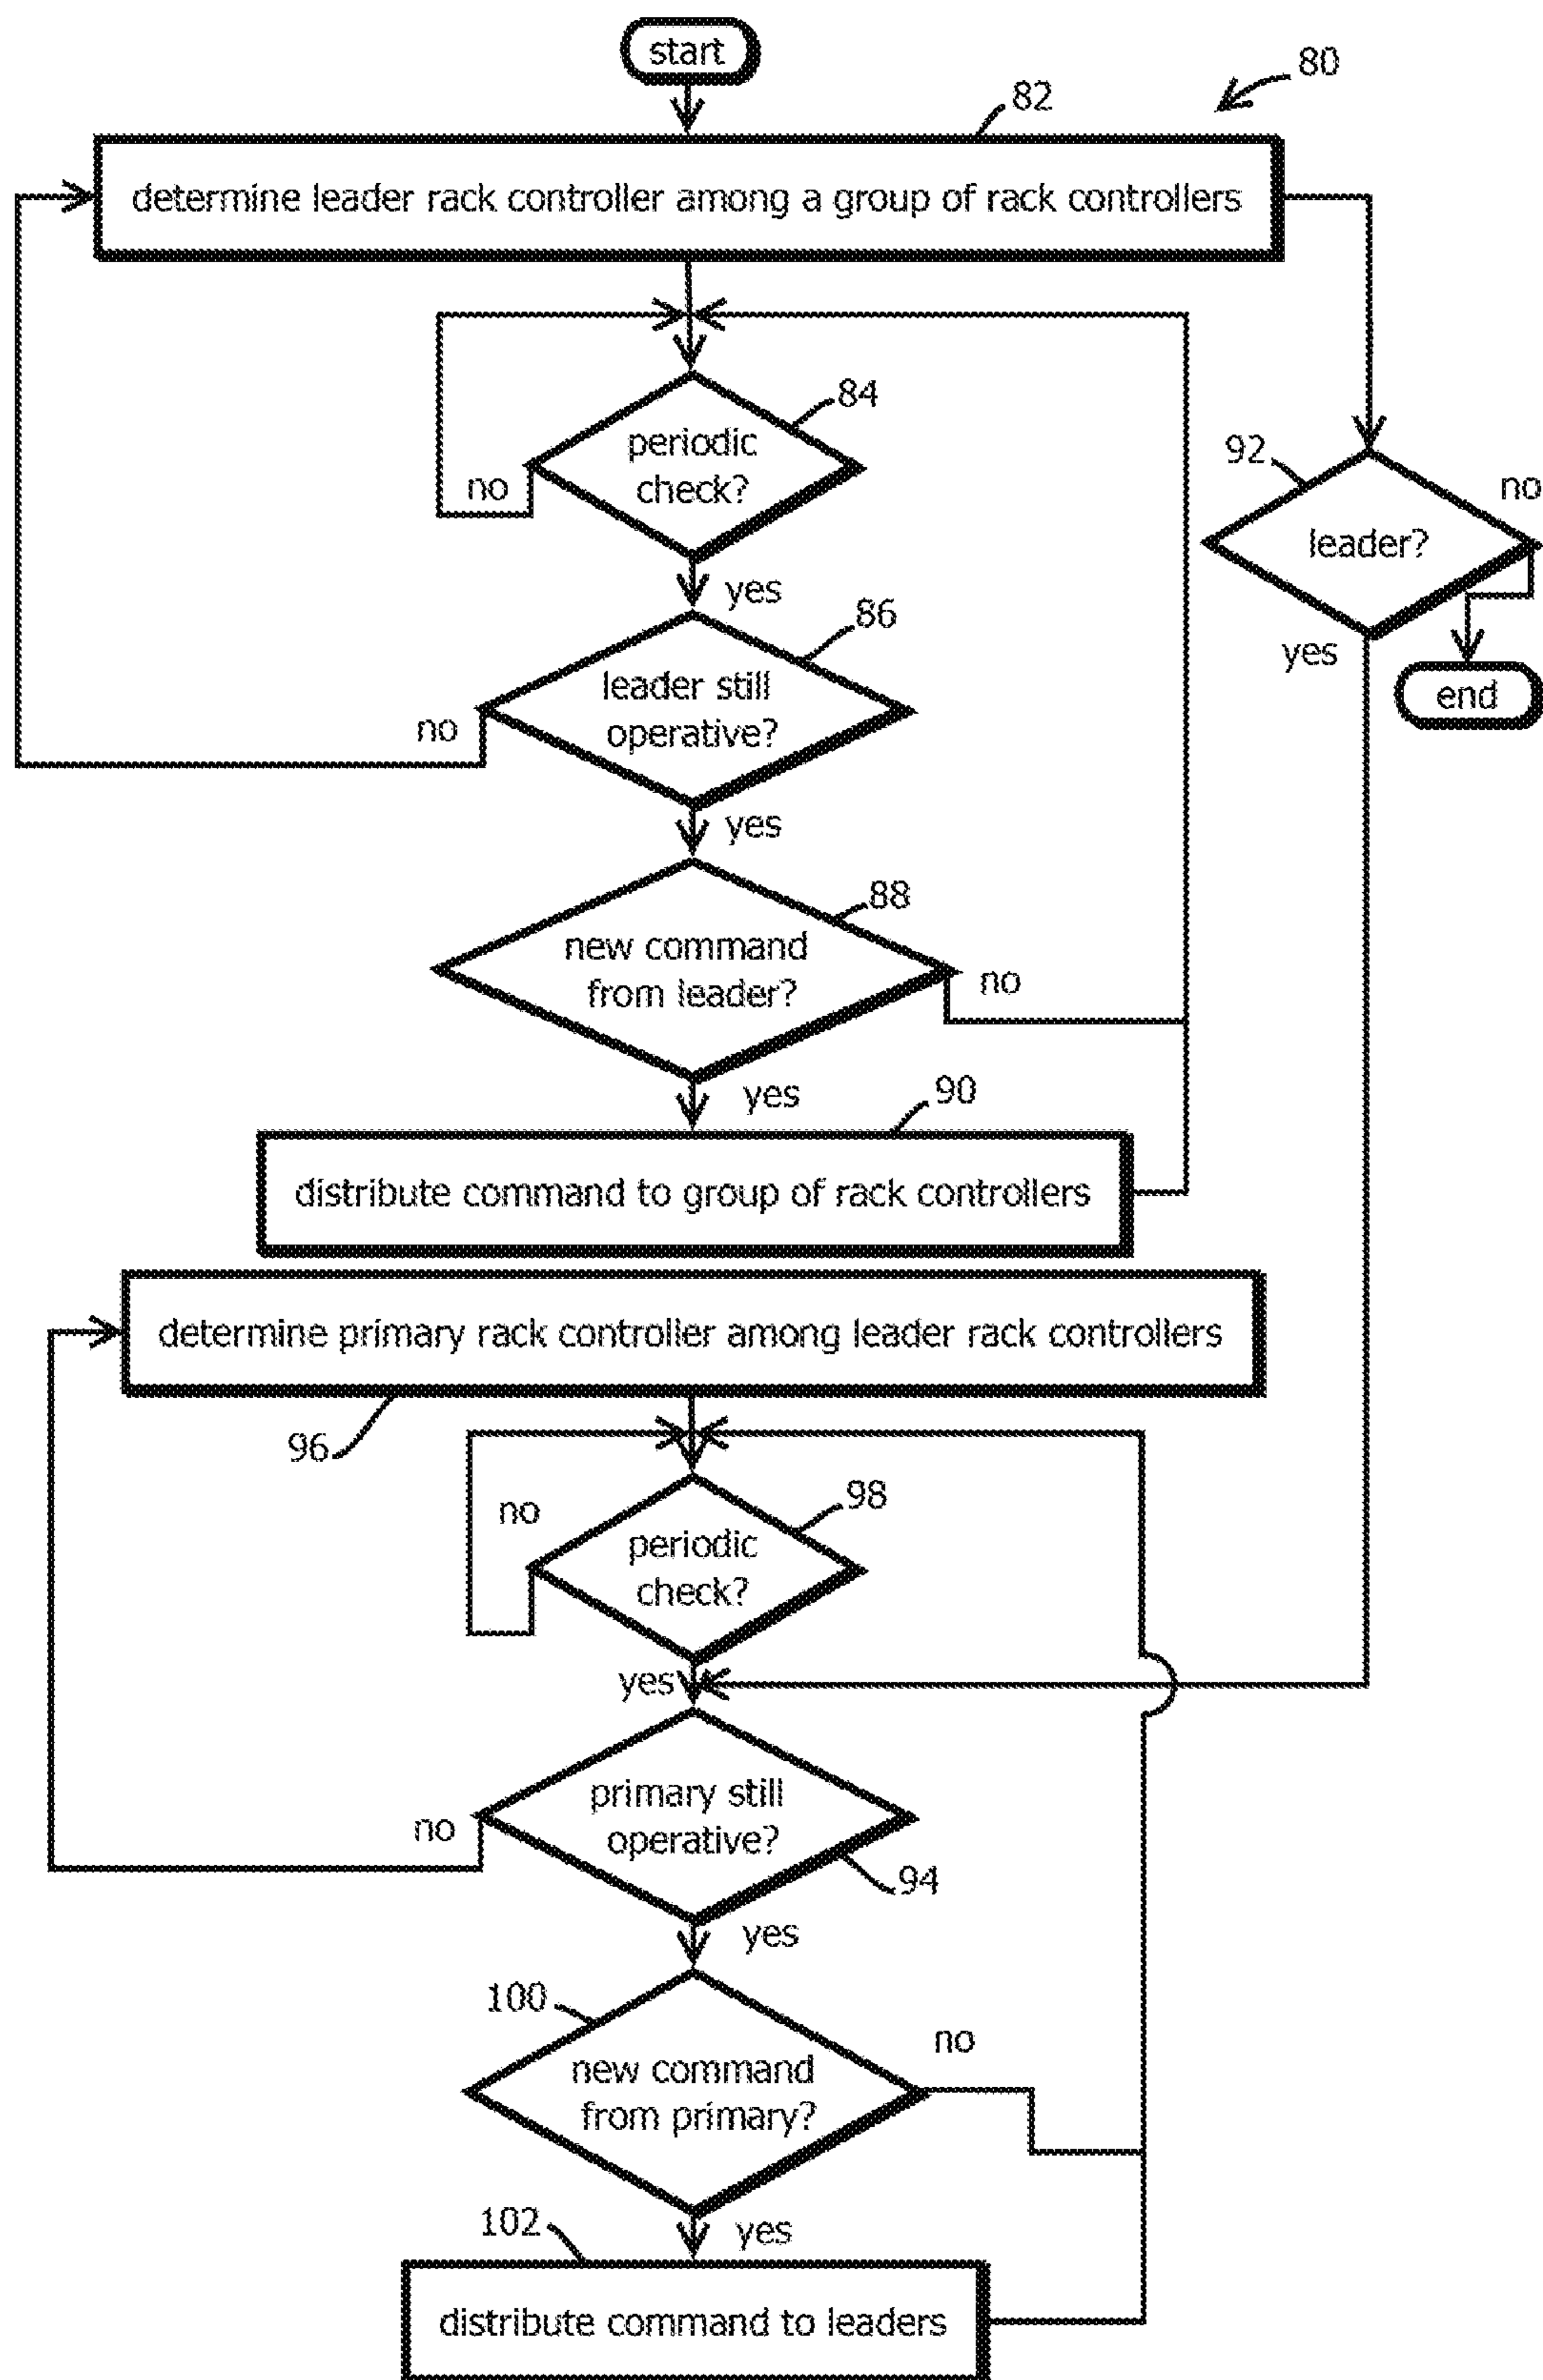 start
80
82
determine leader rack controller among a group of rack controllers
84
periodic
check?
no
92
no
leader?
yes
86
yes
end
leader still
operative?
no
yes
88
new command
from leader?
no
yes
90
distribute command to group of rack controllers
determine primary rack controller among leader rack controllers
96
98
no
periodic
check?
yes
primary still
operative?
no
94
yes
100
no
new command
from primary?
102
yes
distribute command to leaders